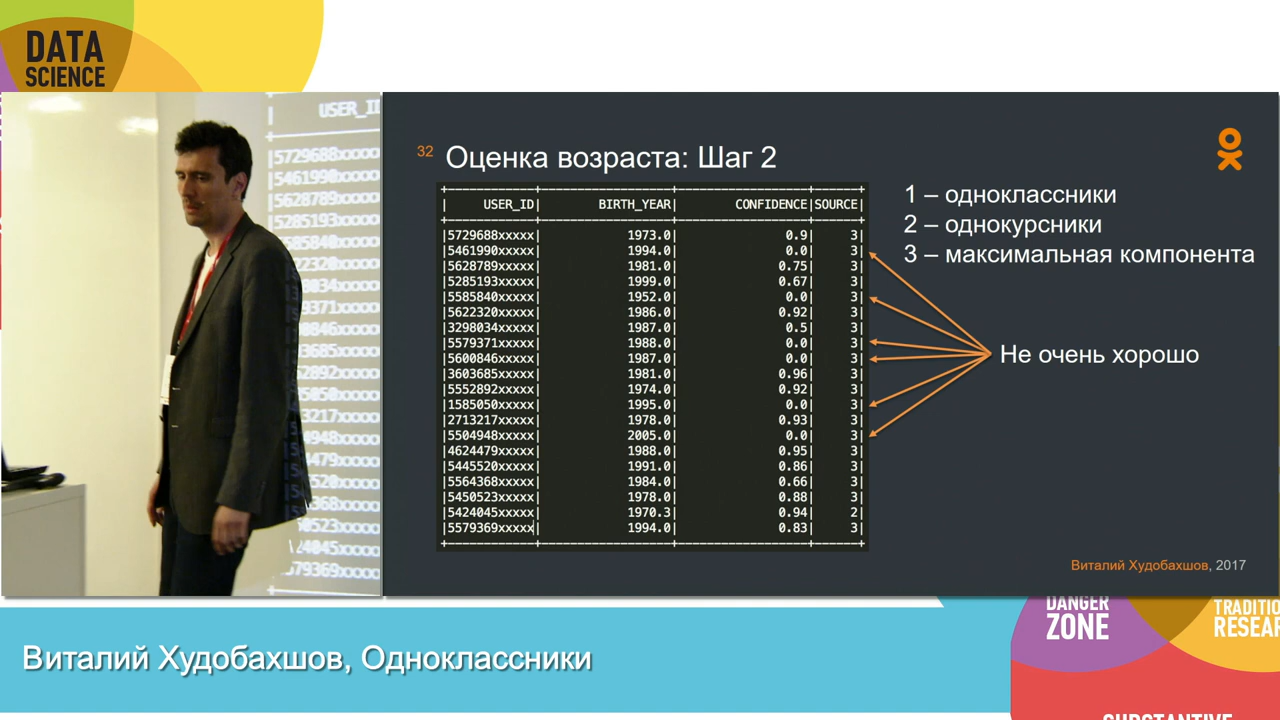 DATA
SCIENCE
USER_ID
5729688xxxxx
5461990xxxxx
5628789xxxxx
5285193xxxxx
32
Оценка возраста: Шаг 2
+------------+----------------+----------------+-----+
| USER_ID| BIRTH_YEAR| CONFIDENCE|SOURCE|
|5729688xxxxx| 1973.0| 0.9| 3|
|5461990xxxxx| 1994.0| 0.0| 3|
|5628789xxxxx| 1981.0| 0.75| 3|
|5285193xxxxx| 1999.0| 0.67| 3|
|5585840xxxxx| 1952.0| 0.0| 3|
|5622320xxxxx| 1986.0| 0.92| 3|
|3298034xxxxx| 1987.0| 0.5| 3|
|5579371xxxxx| 1988.0| 0.0| 3|
|5600846xxxxx| 1987.0| 0.0| 3|
|3603685xxxxx| 1981.0| 0.96| 3|
|5552892xxxxx| 1974.0| 0.92| 3|
|1585050xxxxx| 1995.0| 0.0| 3|
|2713217xxxxx| 1978.0| 0.93| 3|
|5504948xxxxx| 2005.0| 0.0| 3|
|4624479xxxxx| 1988.0| 0.95| 3|
|5445520xxxxx| 1991.0| 0.86| 3|
|5564368xxxxx| 1984.0| 0.66| 3|
|5450523xxxxx| 1978.0| 0.88| 3|
|5424045xxxxx| 1970.3| 0.94| 2|
|5579369xxxxx| 1994.0| 0.83| 3|
1 – одноклассники
2 – однокурсники
3 – максимальная компонента
Не очень хорошо
Виталий Худобахшов, 2017
Виталий Худобахшов, Одноклассники
DANGER
ZONE